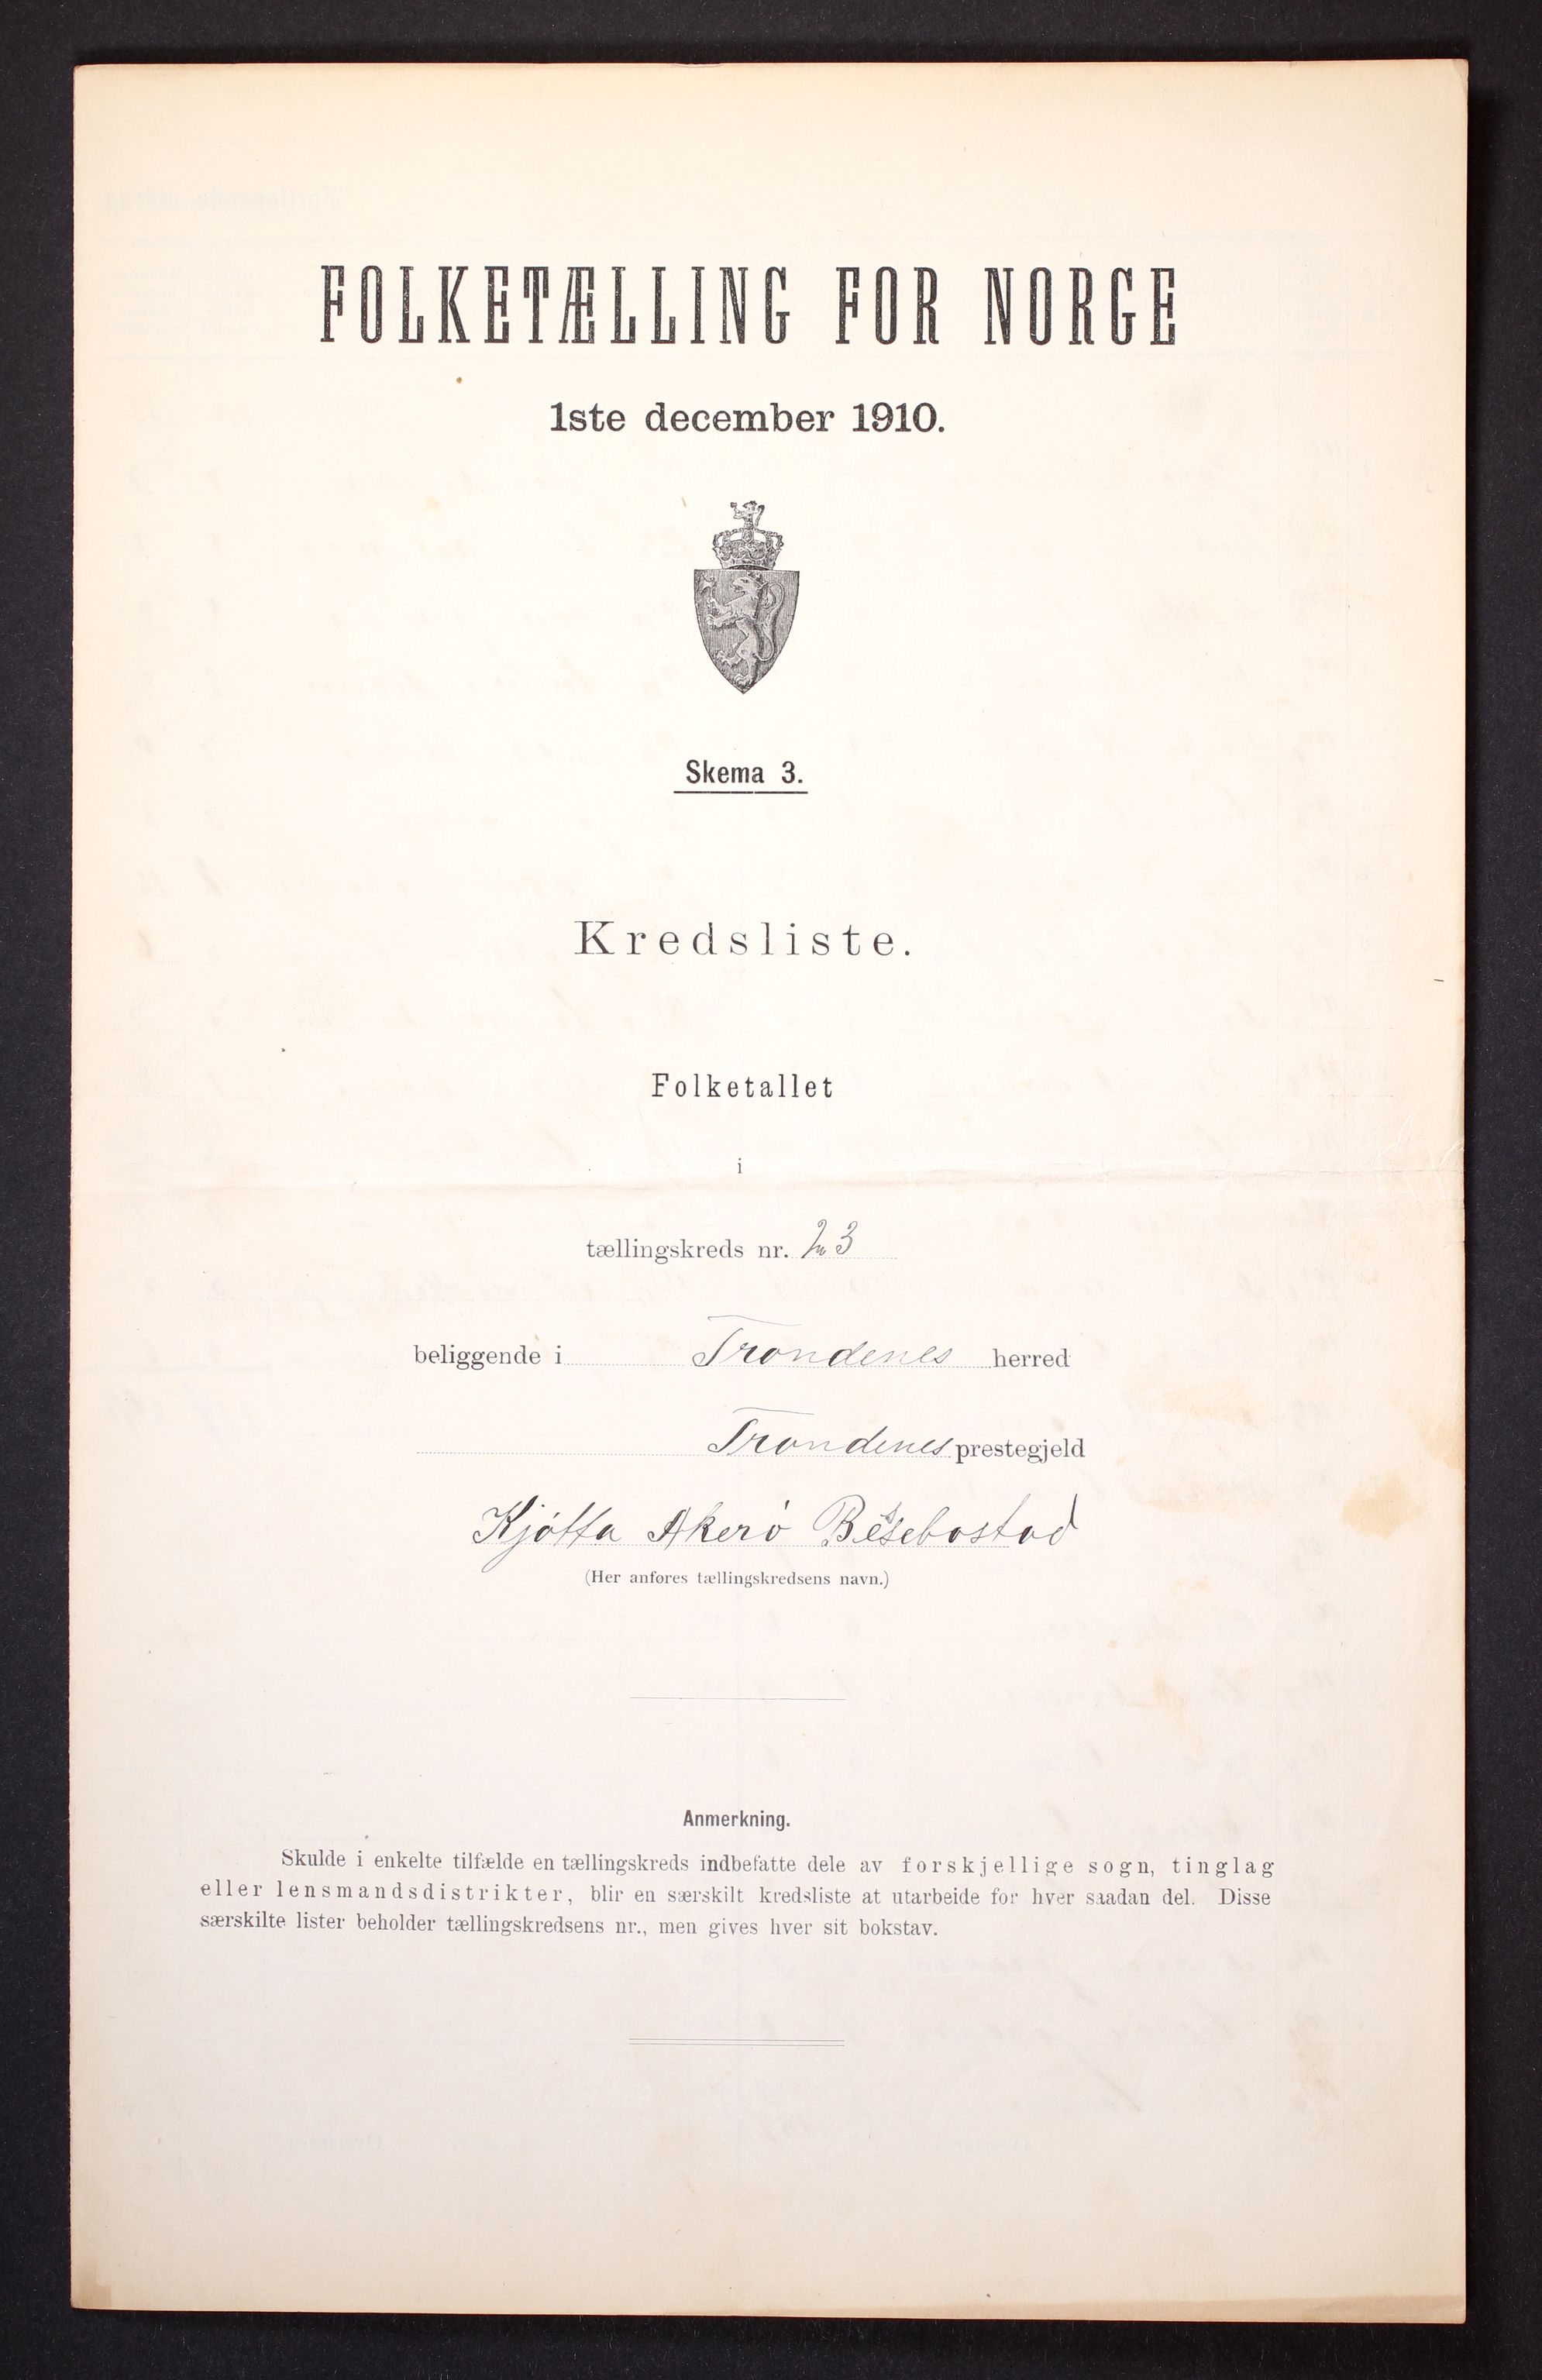 FOLKETÆLLING FOR NORGE
1ste december 1910.
Skema 3.
Kredsliste.
Folketallet
i
tællingskreds nr. 23
beliggende i Trondenes herred
Trondenes prestegjeld
Kjøtta Akerø
(Her anføres tællingskredsens navn.)
Anmerkning.
Skulde i enkelte tilfælde en tællingskreds indbefatte dele av forskjellige sogn, tinglag
eller lensmandsdistrikter, blir en særskilt kredsliste at utarbeide for hver saadan del. Disse
særskilte lister beholder tællingskredsens nr., men gives hver sit bokstav.